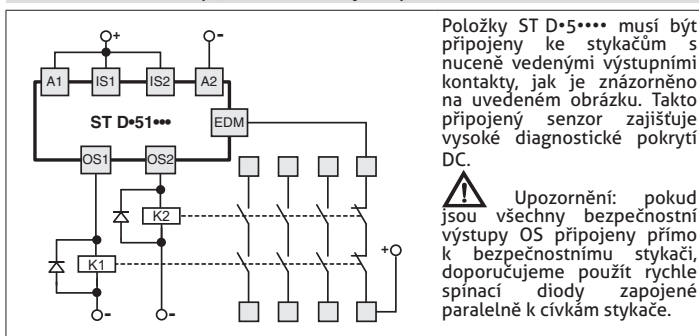 +
-
A1 IS1 IS2 A2
ST D•51•••
EDM
OS1 OS2
K2
K1
+
- -
Položky ST D•5•••• musí být
připojeny ke stykačům s
nuceně vedenými výstupními
kontakty, jak je znázorněno
na uvedeném obrázku. Takto
připojený senzor zajišťuje
vysoké diagnostické pokrytí
DC.
Upozornění: pokud
jsou všechny bezpečnostní
výstupy OS připojeny přímo
k bezpečnostnímu stykači,
doporučujeme použít rychle
spínací diody zapojené
paralelně k cívkám stykače.